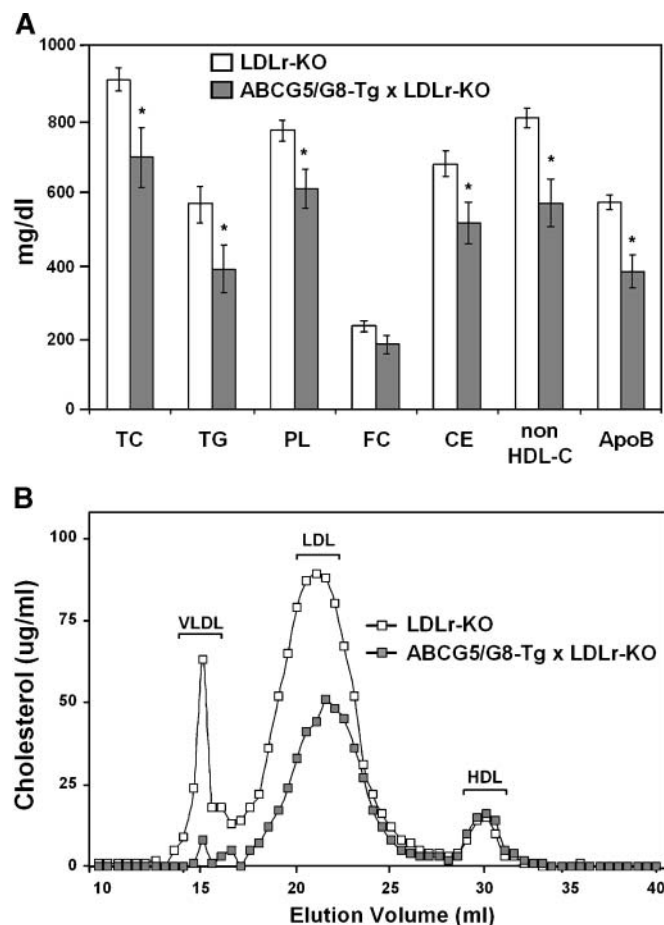 A
LDLr-KO
ABCG5/G8-Tg x LDLr-KO
mg/dl
1000
800
600
400
200
0
* * * * * *
TC TG PL FC CE non HDL-C ApoB
B
Cholesterol (ug/ml)
100
75
50
25
0
VLDL
LDL
HDL
LDLr-KO
ABCG5/G8-Tg x LDLr-KO
10 15 20 25 30 35 40
Elution Volume (ml)